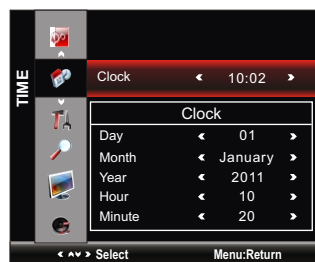 TIME
Clock 10:02
Clock
Day 01
Month January
Year 2011
Hour 10
Minute 20
Select Menu:Return